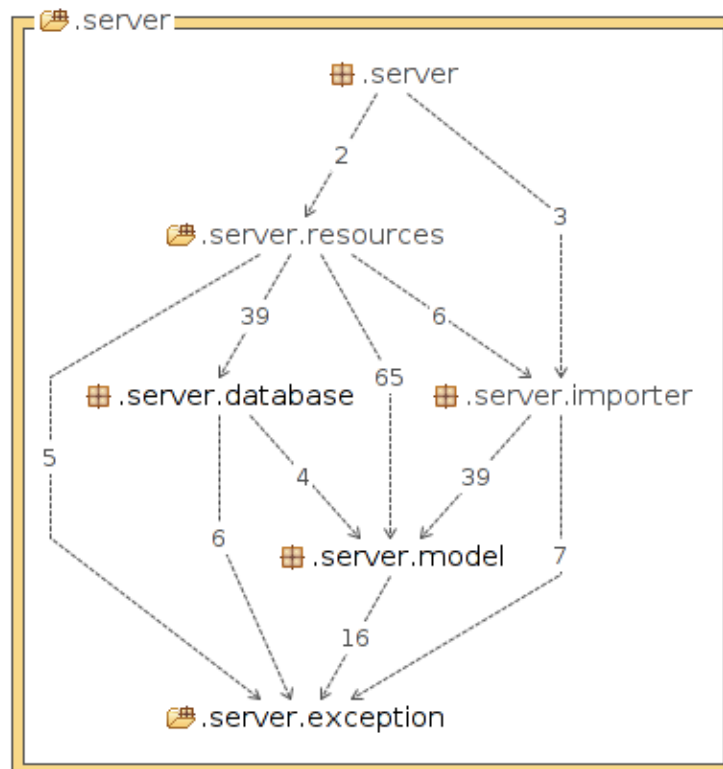 .server
.server
2
3
.server.resources
39
6
65
.server.database
.server.importer
5
4
39
6
7
.server.model
16
.server.exception